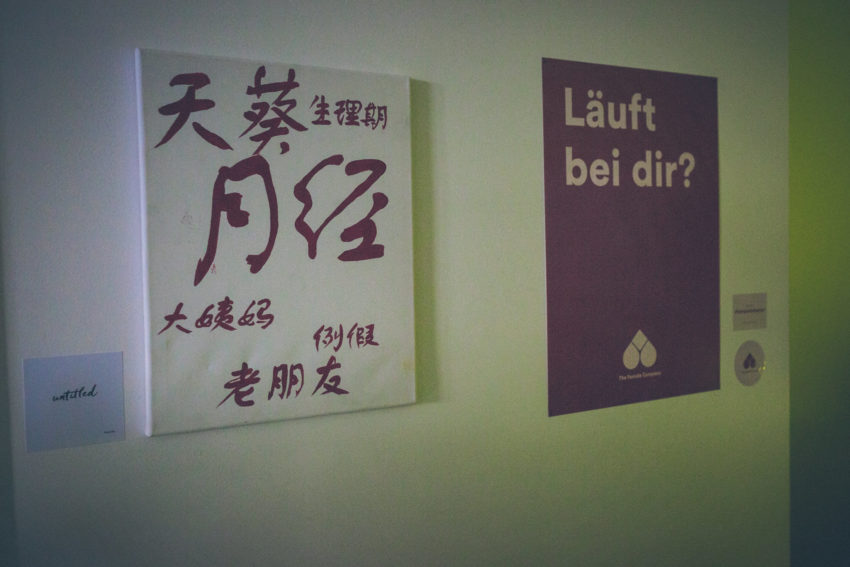 天葵 生理期
月经
大姨妈
例假
老朋友
untitled
Läuft
bei dir?
The Female Company